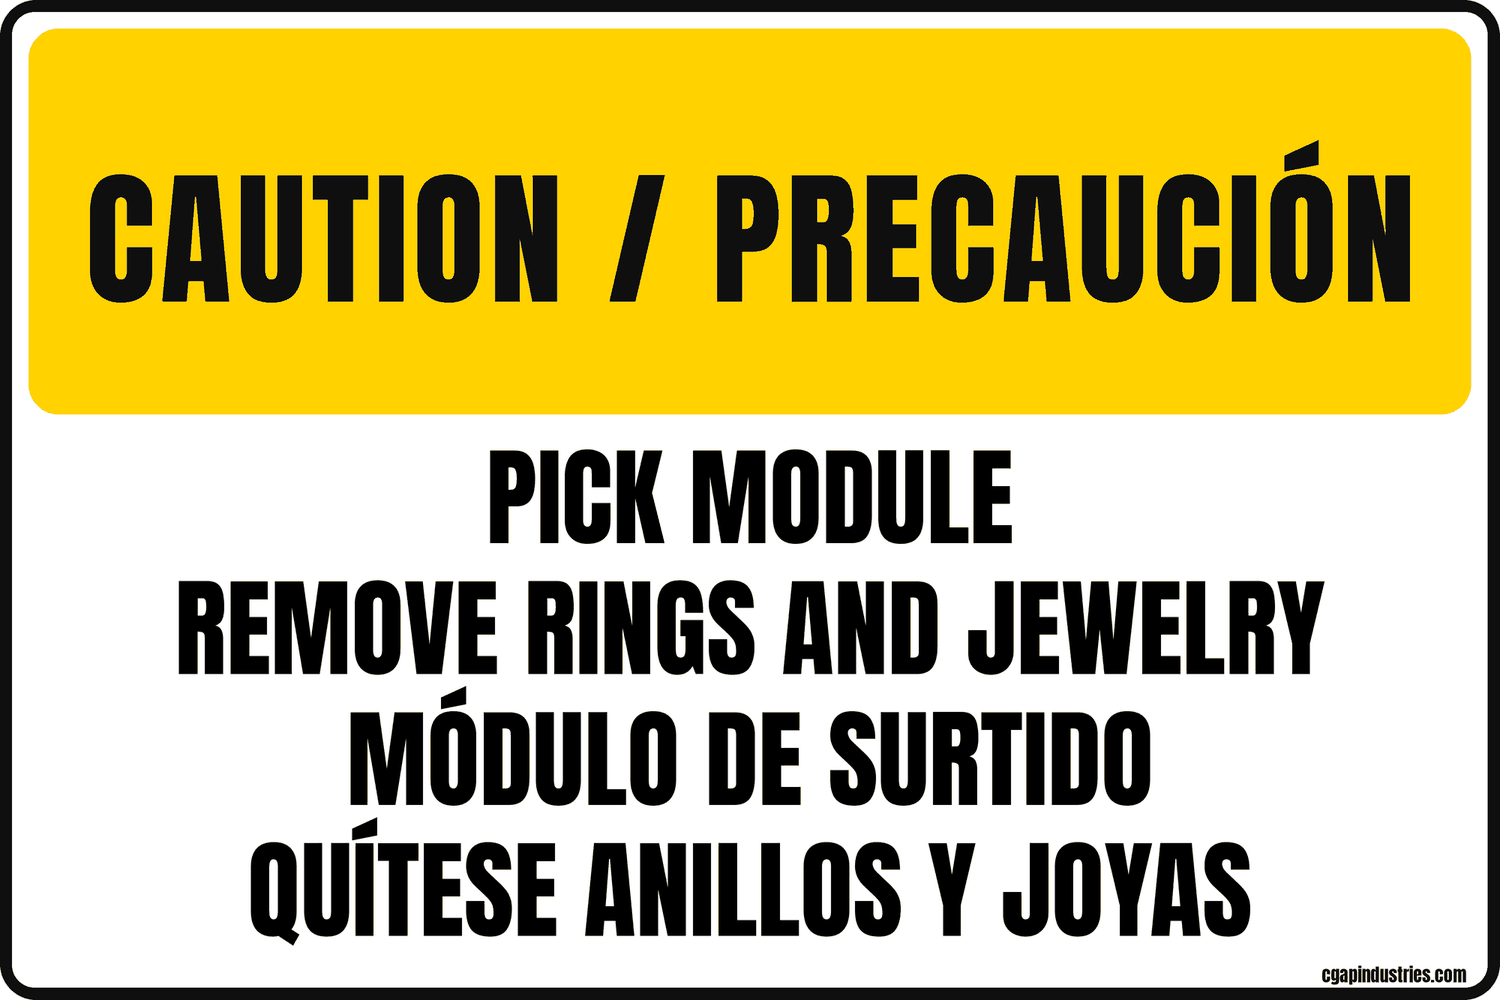 CAUTION / PRECAUCIÓN
PICK MODULE
REMOVE RINGS AND JEWELRY
MÓDULO DE SURTIDO
QUÍTESE ANILLOS Y JOYAS
cgapindustries.com